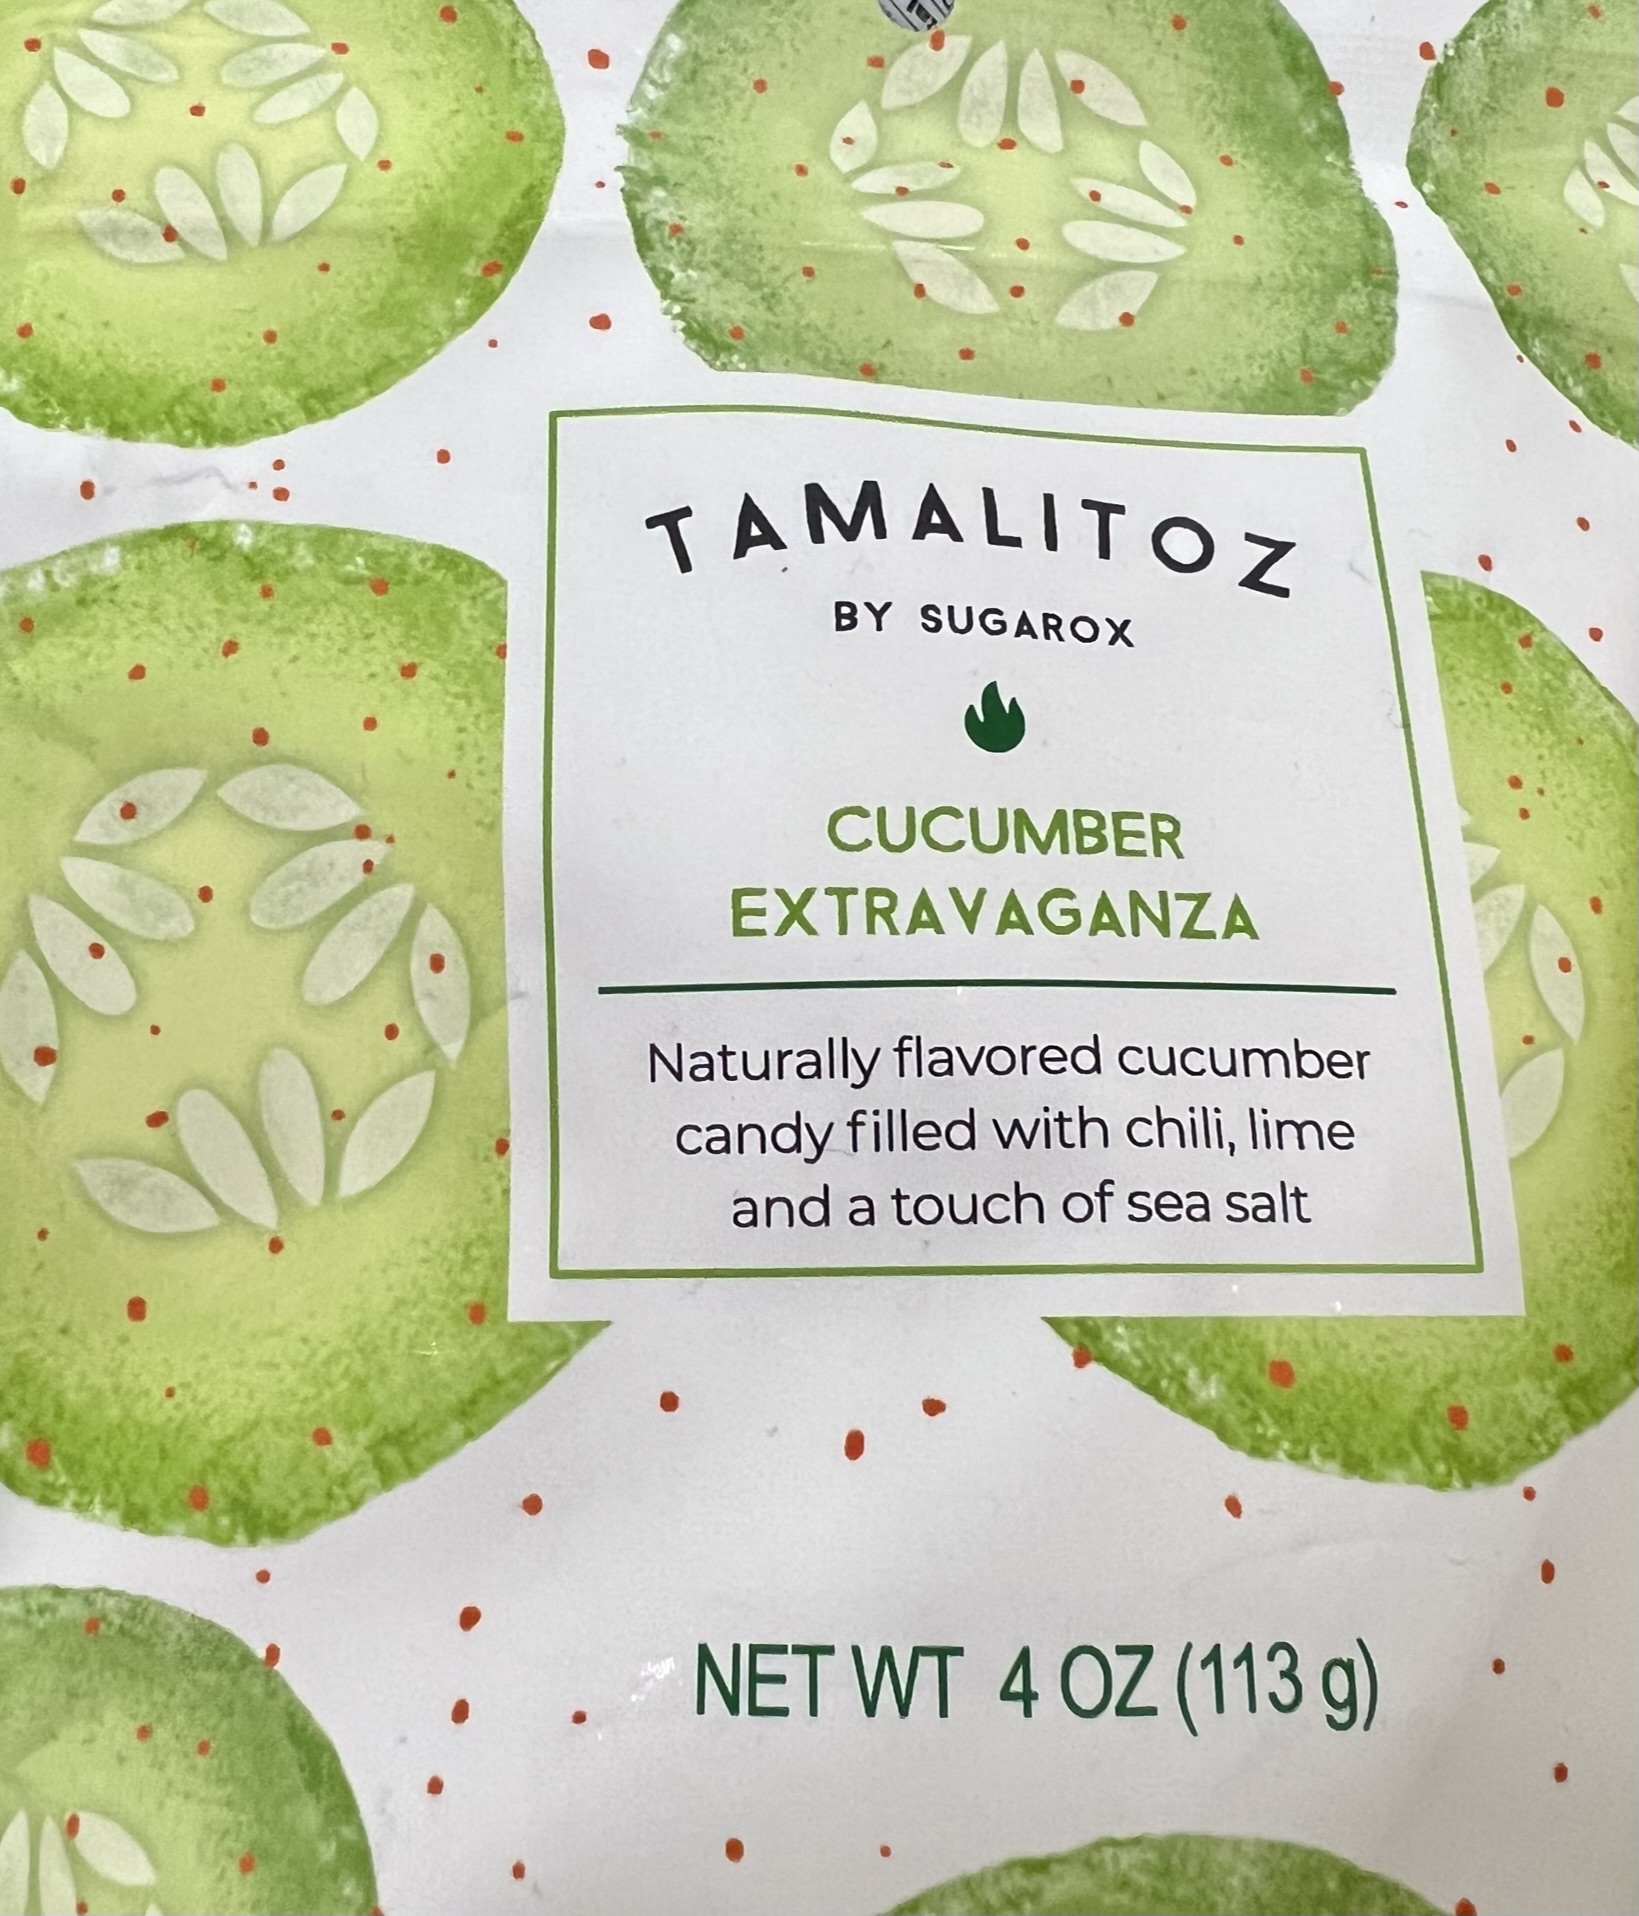 TAMALITOZ
BY SUGAROX
CUCUMBER
EXTRAVAGANZA
Naturally flavored cucumber
candy filled with chili, lime
and a touch of sea salt
NET WT 4 OZ (113 g)